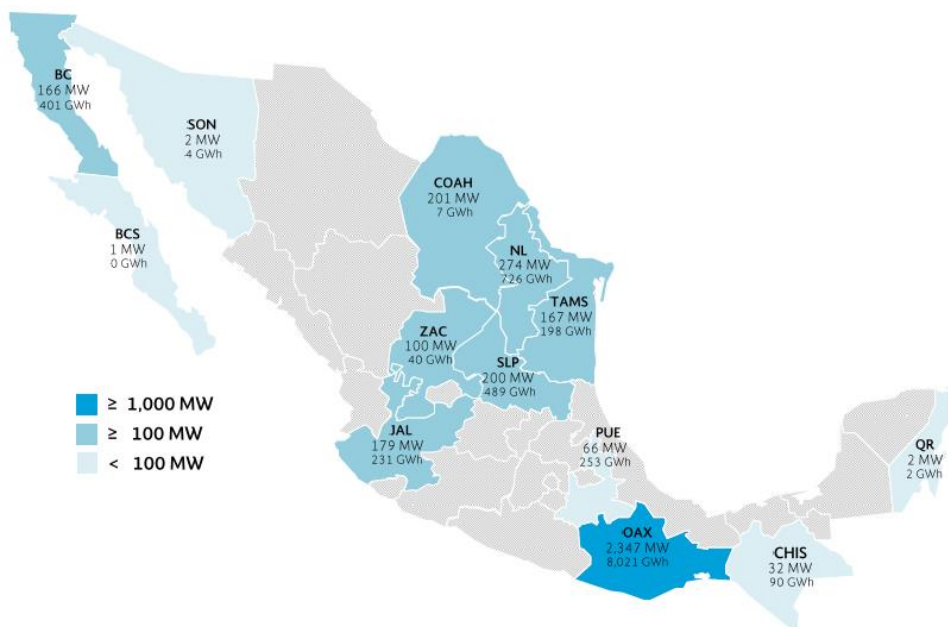 BC
166 MW
401 GWh
SON
2 MW
4 GWh
BCS
1 MW
0 GWh
COAH
201 MW
7 GWh
NL
274 MW
726 GWh
TAMS
167 MW
198 GWh
ZAC
100 MW
40 GWh
SLP
200 MW
489 GWh
JAL
179 MW
231 GWh
PUE
66 MW
253 GWh
OAX
2,347 MW
8,021 GWh
CHIS
32 MW
90 GWh
QR
2 MW
2 GWh
≥ 1,000 MW
≥ 100 MW
< 100 MW